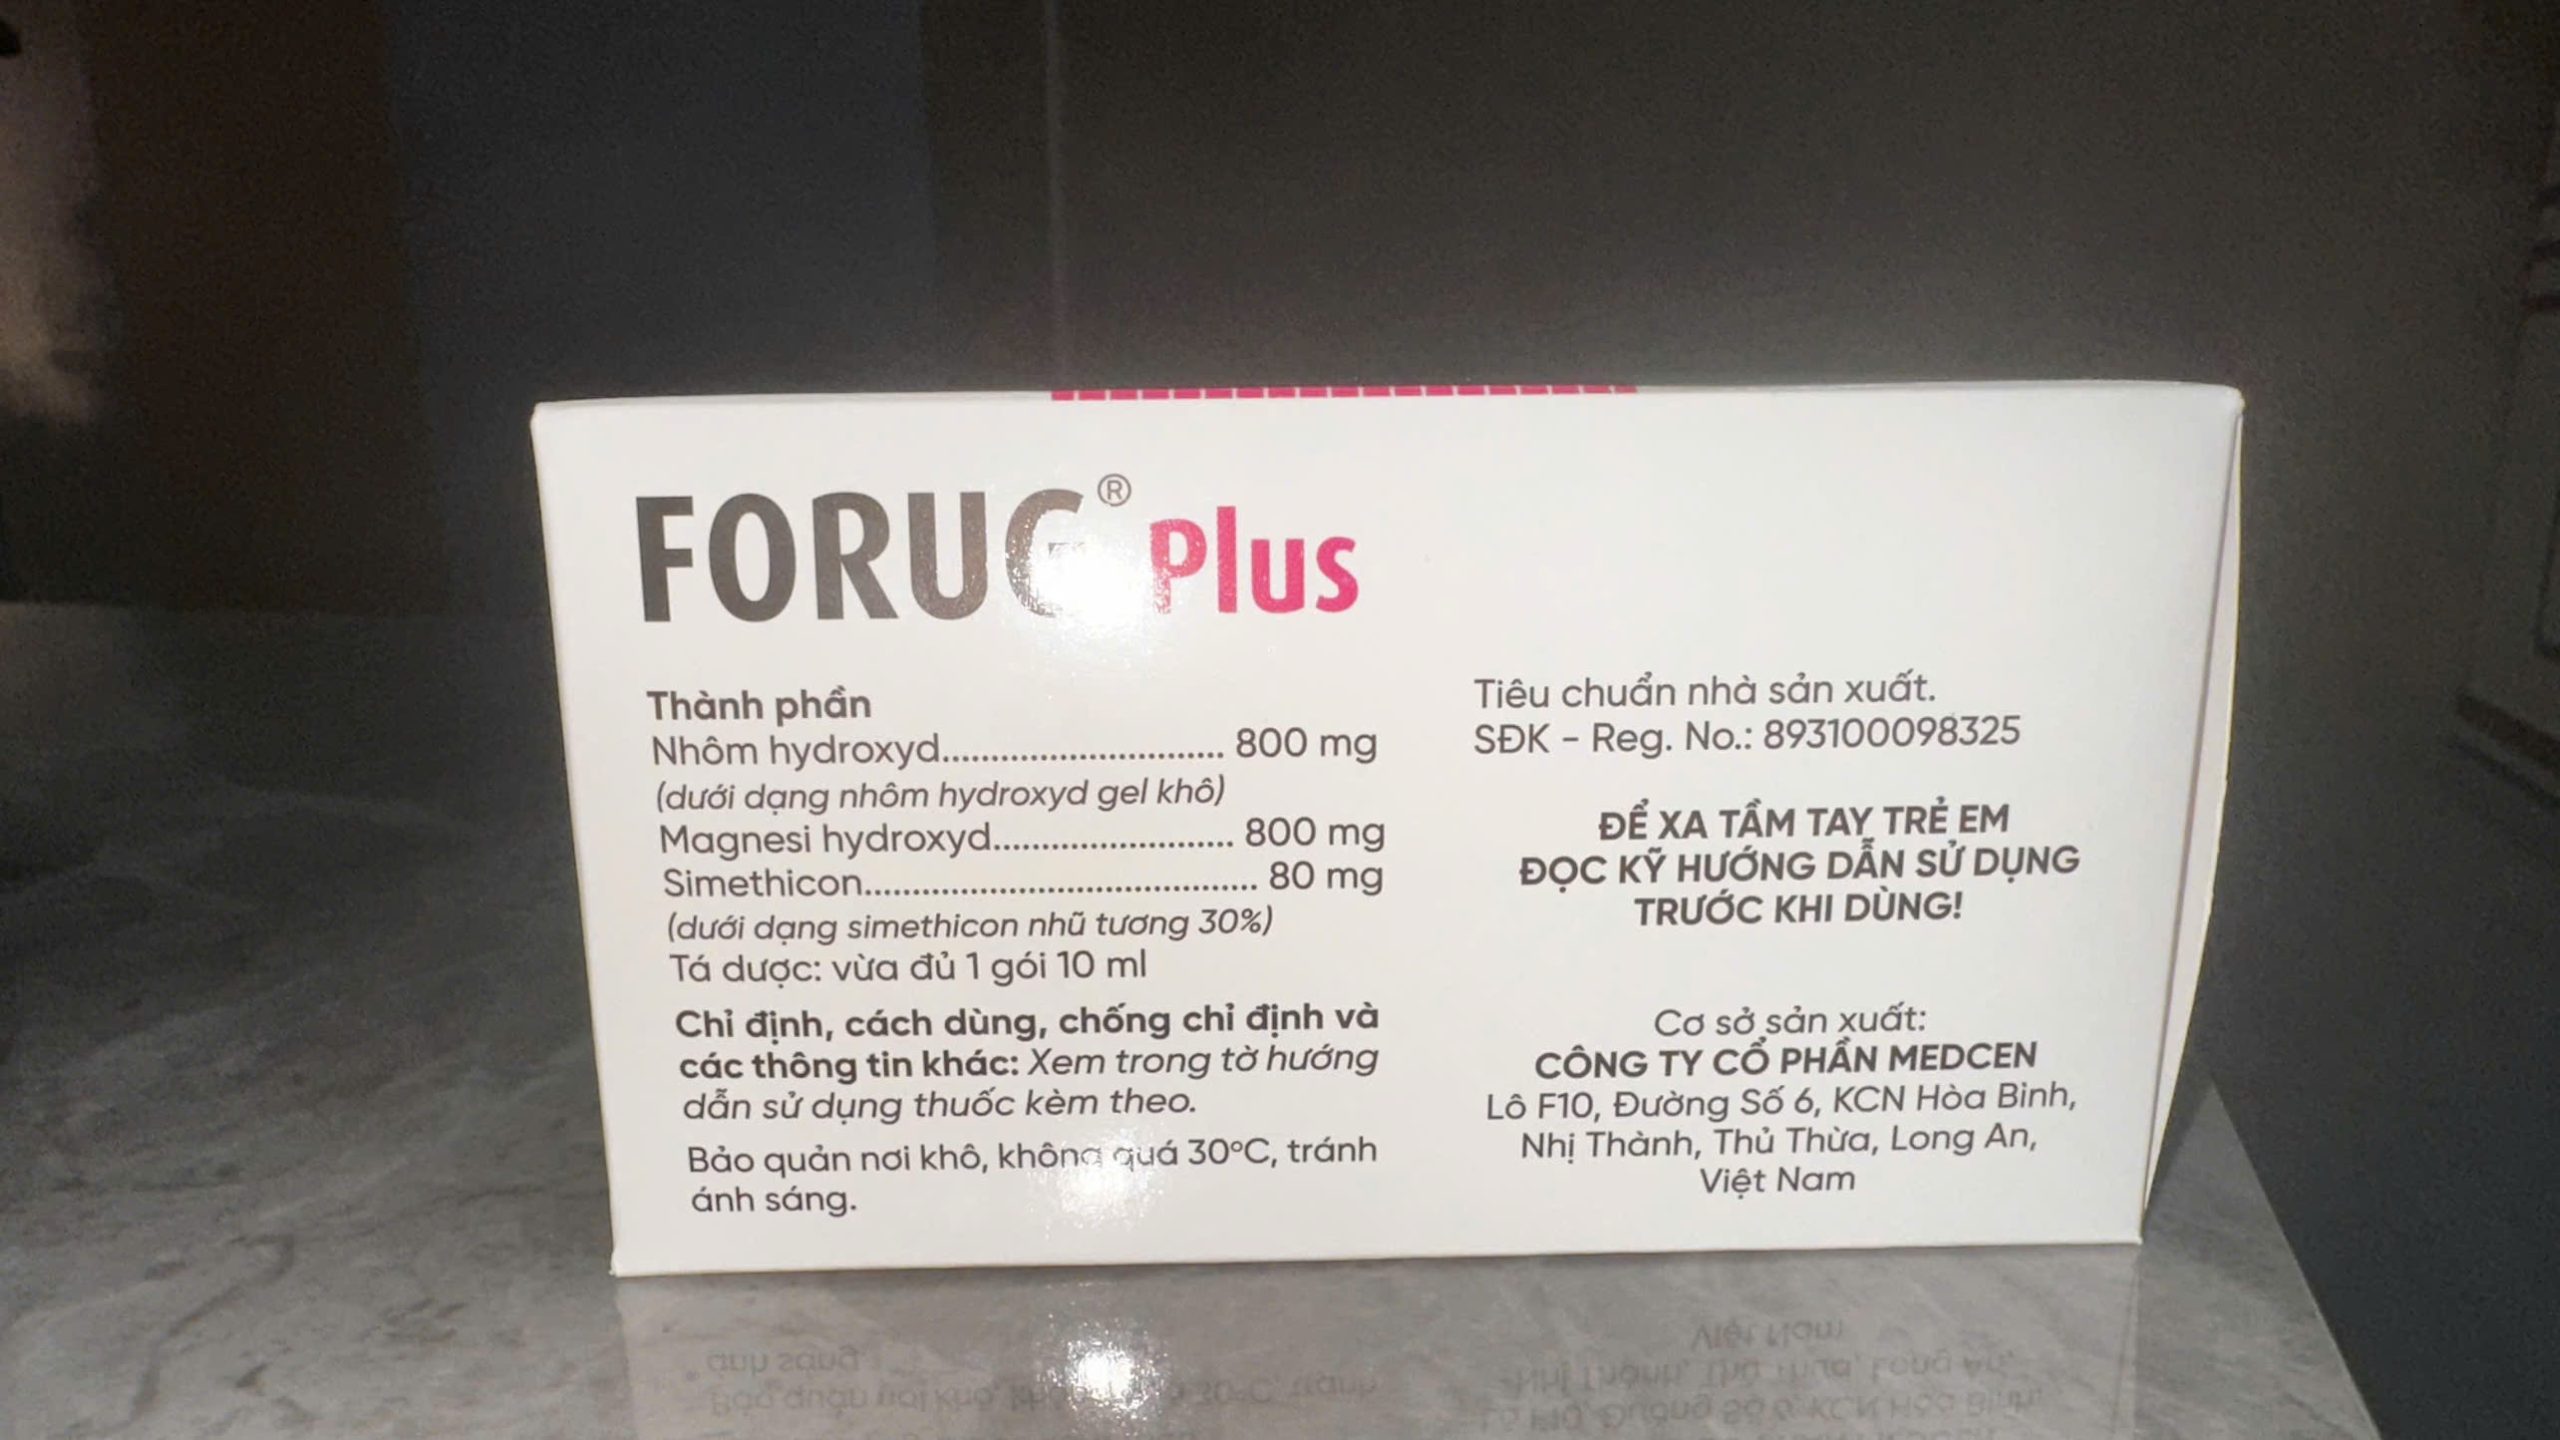 FORUG® Plus
Thành phần
Nhôm hydroxyd............................ 800 mg
(dưới dạng nhôm hydroxyd gel khô)
Magnesi hydroxyd........................ 800 mg
Simethicon........................................ 80 mg
(dưới dạng simethicon nhũ tương 30%)
Tá dược: vừa đủ 1 gói 10 ml
Chỉ định, cách dùng, chống chỉ định và
các thông tin khác: Xem trong tờ hướng
dẫn sử dụng thuốc kèm theo.
Bảo quản nơi khô, không quá 30°C, tránh
ánh sáng.
Tiêu chuẩn nhà sản xuất.
SĐK - Reg. No.: 893100098325
ĐỂ XA TẦM TAY TRẺ EM
ĐỌC KỸ HƯỚNG DẪN SỬ DỤNG
TRƯỚC KHI DÙNG!
Cơ sở sản xuất:
CÔNG TY CỔ PHẦN MEDCEN
Lô F10, Đường Số 6, KCN Hòa Bình,
Nhị Thành, Thủ Thừa, Long An,
Việt Nam